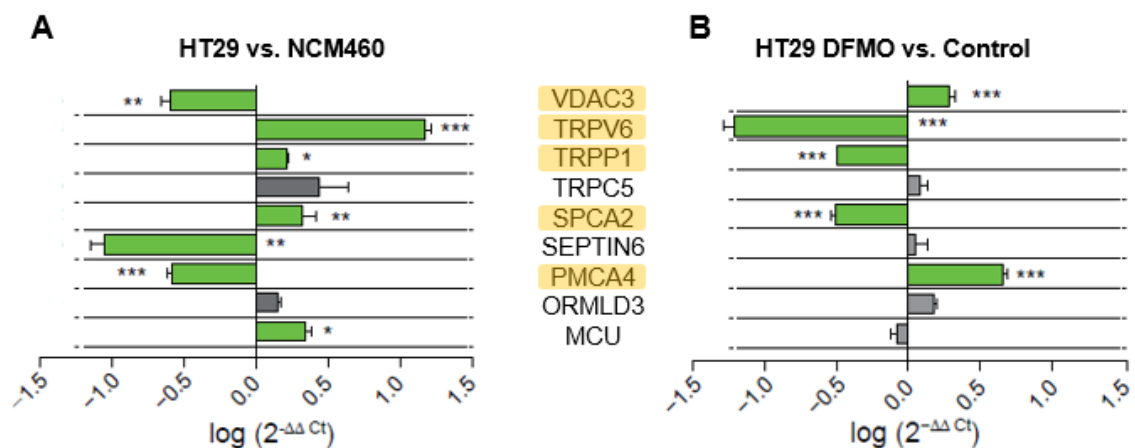 A
HT29 vs. NCM460
B
HT29 DFMO vs. Control
** VDAC3 ***
*** TRPV6 ***
* TRPP1 ***
TRPC5
** SPCA2 ***
** SEPTIN6
*** PMCA4 ***
ORMLD3
* MCU
−1.5 −1.0 −0.5 0.0 0.5 1.0 1.5
log (2^-ΔΔ Ct)
−1.5 −1.0 −0.5 0.0 0.5 1.0 1.5
log (2^−ΔΔ Ct)